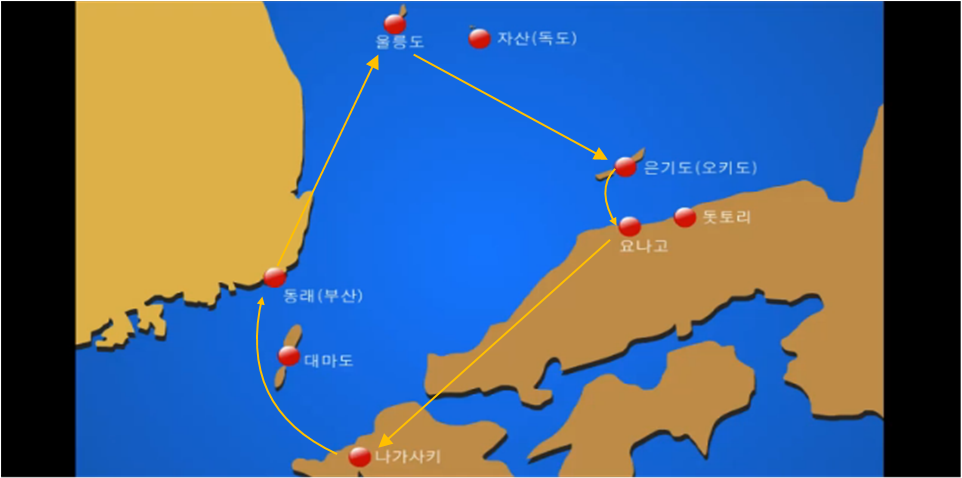 울릉도
자산(독도)
은기도(오키도)
돗토리
요나고
동래(부산)
대마도
나가사키